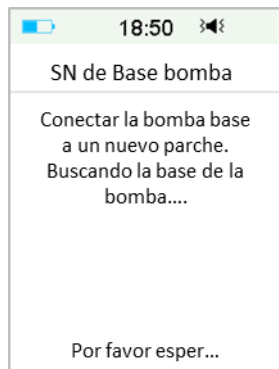 18:50
SN de Base bomba
Conectar la bomba base
a un nuevo parche.
Buscando la base de la
bomba....
Por favor esper...